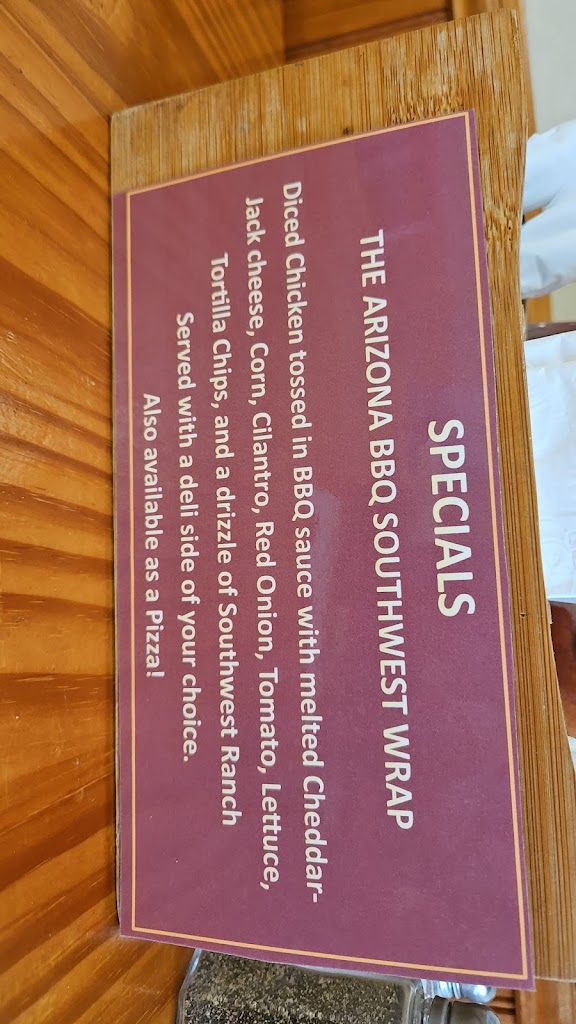 SPECIALS
THE ARIZONA BBQ SOUTHWEST WRAP
Diced Chicken tossed in BBQ sauce with melted Cheddar-
Jack cheese, Corn, Cilantro, Red Onion, Tomato, Lettuce,
Tortilla Chips, and a drizzle of Southwest Ranch
Served with a deli side of your choice.
Also available as a Pizza!